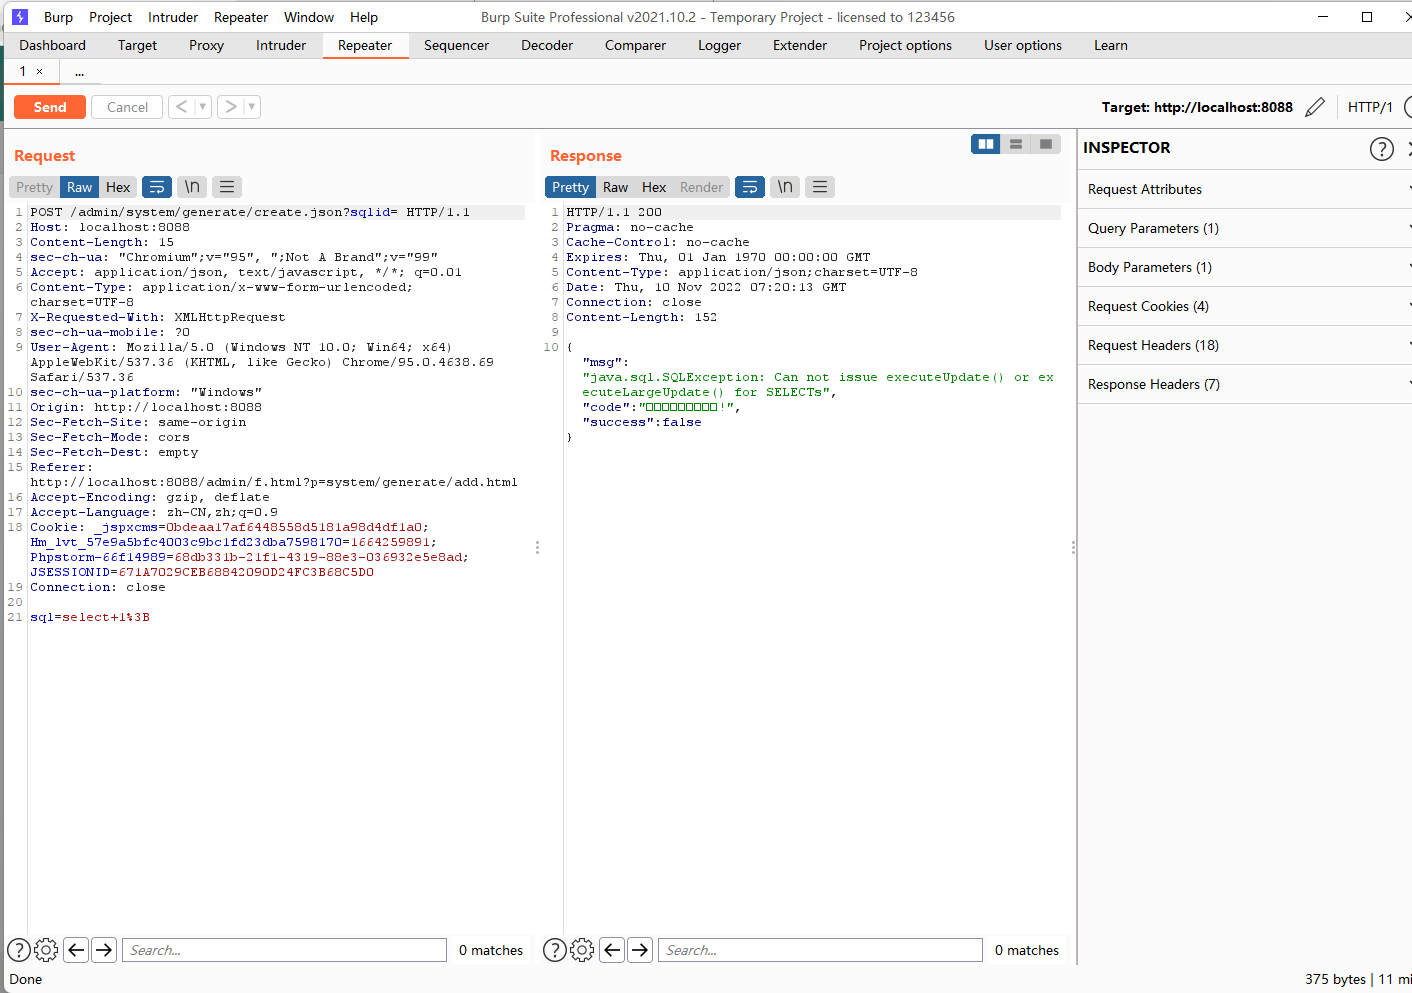 Burp Project Intruder Repeater Window Help Burp Suite Professional v2021.10.2 - Temporary Project - licensed to 123456
Dashboard Target Proxy Intruder Repeater Sequencer Decoder Comparer Logger Extender Project options User options Learn
1 × ...
Send Cancel < > Target: http://localhost:8088 HTTP/1
Request
Pretty Raw Hex \n
1 POST /admin/system/generate/create.json?sqlid= HTTP/1.1
2 Host: localhost:8088
3 Content-Length: 15
4 sec-ch-ua: "Chromium";v="95", ";Not A Brand";v="99"
5 Accept: application/json, text/javascript, */*; q=0.01
6 Content-Type: application/x-www-form-urlencoded;
charset=UTF-8
7 X-Requested-With: XMLHttpRequest
8 sec-ch-ua-mobile: ?0
9 User-Agent: Mozilla/5.0 (Windows NT 10.0; Win64; x64)
AppleWebKit/537.36 (KHTML, like Gecko) Chrome/95.0.4638.69
Safari/537.36
10 sec-ch-ua-platform: "Windows"
11 Origin: http://localhost:8088
12 Sec-Fetch-Site: same-origin
13 Sec-Fetch-Mode: cors
14 Sec-Fetch-Dest: empty
15 Referer:
http://localhost:8088/admin/f.html?p=system/generate/add.html
16 Accept-Encoding: gzip, deflate
17 Accept-Language: zh-CN,zh;q=0.9
18 Cookie: _jspxcms=0bdeaa17af6448558d5181a98d4df1a0;
Hm_lvt_57e9a5bfc4003c9bc1fd23dba7598170=1664259891;
Phpstorm-66f14989=68db331b-21f1-4319-88e3-036932e5e8ad;
JSESSIONID=671A7029CEB68842090D24FC3B68C5D0
19 Connection: close
20
21 sql=select+1%3B
Response
Pretty Raw Hex Render \n
1 HTTP/1.1 200
2 Pragma: no-cache
3 Cache-Control: no-cache
4 Expires: Thu, 01 Jan 1970 00:00:00 GMT
5 Content-Type: application/json;charset=UTF-8
6 Date: Thu, 10 Nov 2022 07:20:13 GMT
7 Connection: close
8 Content-Length: 152
9
10 {
"msg":
"java.sql.SQLException: Can not issue executeUpdate() or ex
ecuteLargeUpdate() for SELECTs",
"code":"□□□□□□□□□!",
"success":false
}
INSPECTOR ?
Request Attributes
Query Parameters (1)
Body Parameters (1)
Request Cookies (4)
Request Headers (18)
Response Headers (7)
? Search... 0 matches
? Search... 0 matches
Done 375 bytes | 11 mi